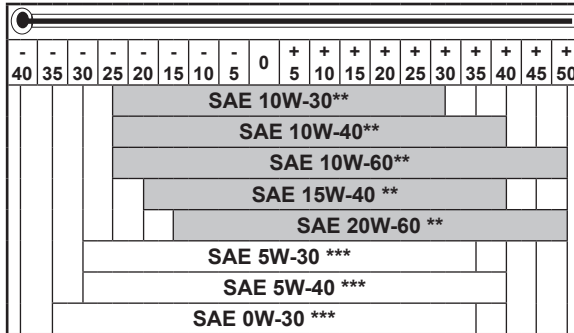 - - - - - - - - 0 + + + + + + + + + +
40 35 30 25 20 15 10 5 5 10 15 20 25 30 35 40 45 50
SAE 10W-30**
SAE 10W-40**
SAE 10W-60**
SAE 15W-40 **
SAE 20W-60 **
SAE 5W-30 ***
SAE 5W-40 ***
SAE 0W-30 ***